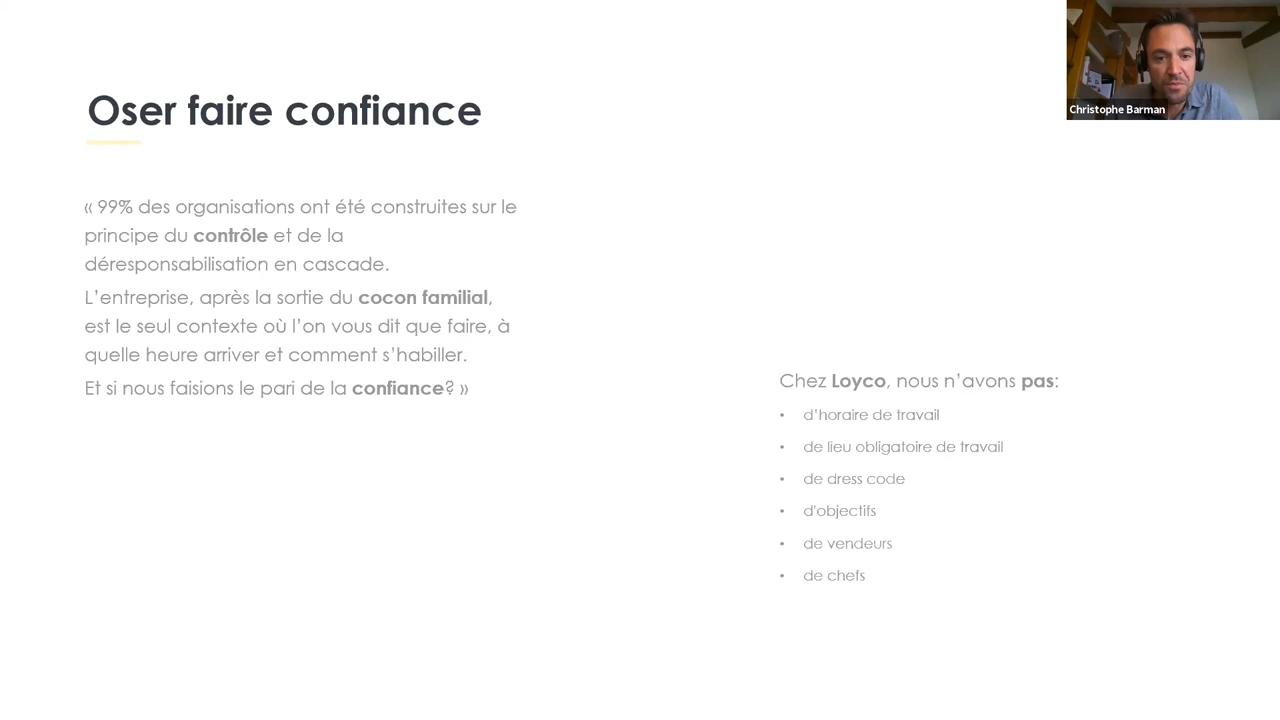 Oser faire confiance
Christophe Barman
« 99% des organisations ont été construites sur le
principe du contrôle et de la
déresponsabilisation en cascade.
L’entreprise, après la sortie du cocon familial,
est le seul contexte où l’on vous dit que faire, à
quelle heure arriver et comment s’habiller.
Et si nous faisions le pari de la confiance? »
Chez Loyco, nous n’avons pas:
• d’horaire de travail
• de lieu obligatoire de travail
• de dress code
• d'objectifs
• de vendeurs
• de chefs